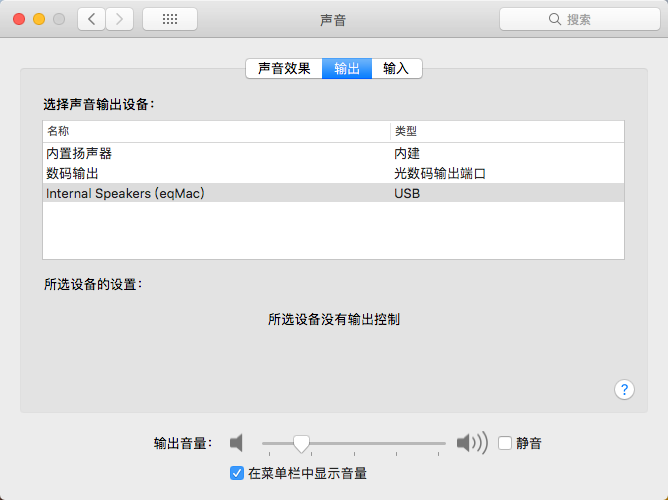 声音
搜索
声音效果 输出 输入
选择声音输出设备：
名称 类型
内置扬声器 内建
数码输出 光数码输出端口
Internal Speakers (eqMac) USB
所选设备的设置：
所选设备没有输出控制
?
输出音量： 静音
在菜单栏中显示音量